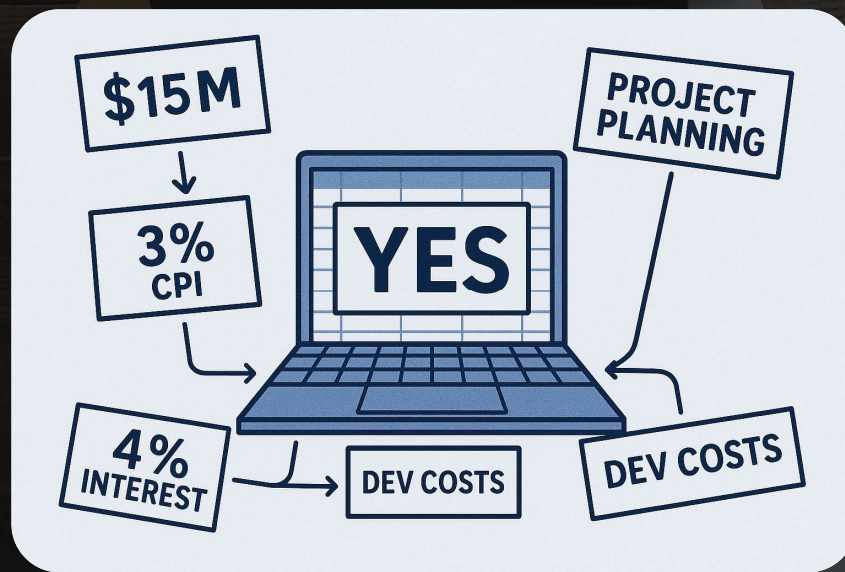 $15M
3%
CPI
4%
INTEREST
YES
DEV COSTS
PROJECT
PLANNING
DEV COSTS